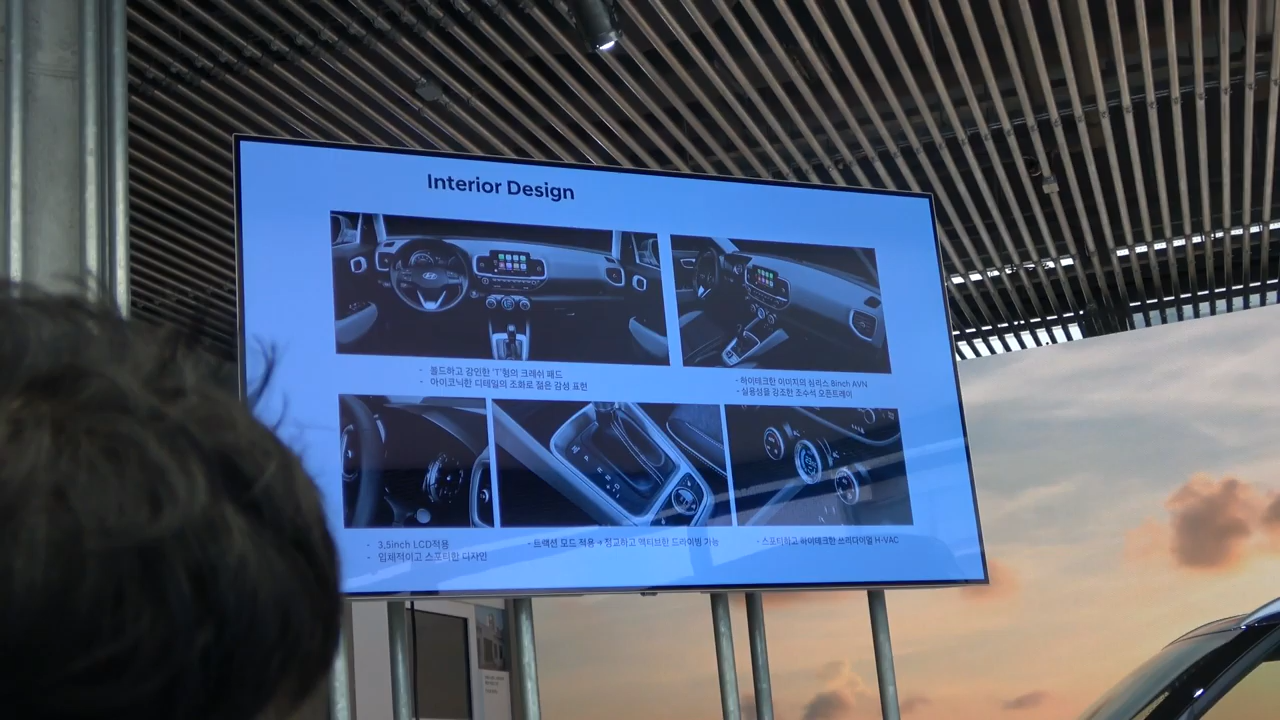 Interior Design
- 볼드하고 강인한 'T'형의 크래쉬 패드
- 아이코닉한 디테일의 조화로 젊은 감성 표현
- 하이테크한 이미지의 심리스 8inch AVN
- 실용성을 강조한 조수석 오픈트레이
- 3.5inch LCD적용
- 입체적이고 스포티한 디자인
- 트랙션 모드 적용 → 정교하고 액티브한 드라이빙 가능
- 스포티하고 하이테크한 쓰리다이얼 H-VAC